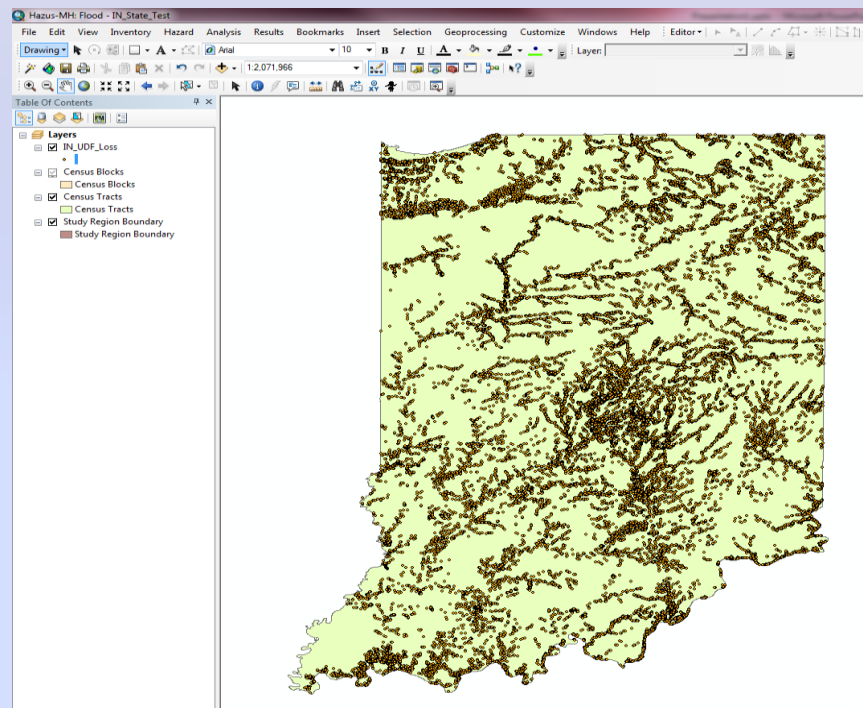 Hazus-MH: Flood - IN_State_Test
File Edit View Inventory Hazard Analysis Results Bookmarks Insert Selection Geoprocessing Customize Windows Help Editor
Drawing A Arial 10 B I U A Layer:
1:2,071,966
Table Of Contents
Layers
IN_UDF_Loss
Census Blocks
Census Blocks
Census Tracts
Census Tracts
Study Region Boundary
Study Region Boundary